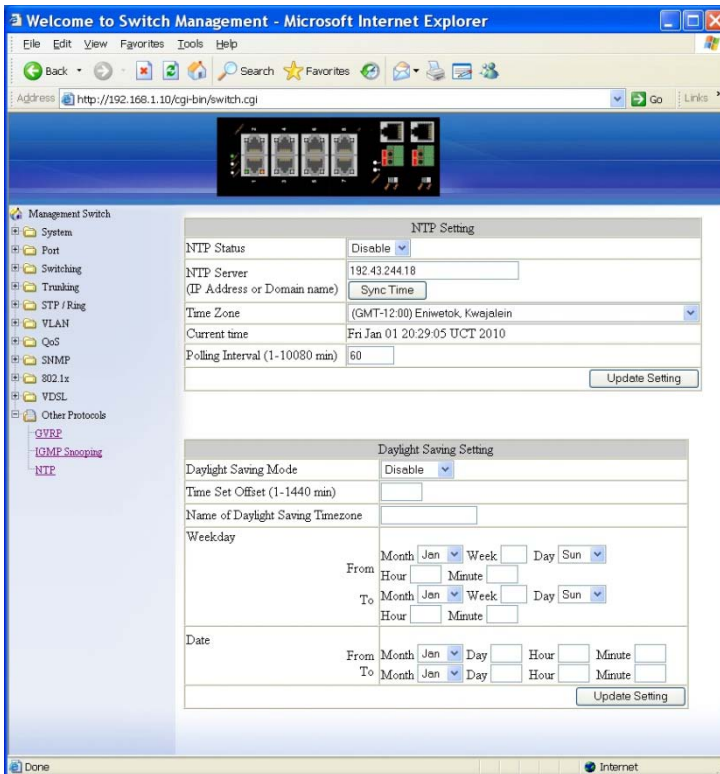 Welcome to Switch Management - Microsoft Internet Explorer
File Edit View Favorites Tools Help
Back Search Favorites
Address http://192.168.1.10/cgi-bin/switch.cgi Go Links »
Management Switch
System
Port
Switching
Trunking
STP / Ring
VLAN
QoS
SNMP
802.1x
VDSL
Other Protocols
GVRP
IGMP Snooping
NTP
NTP Setting
NTP Status Disable
NTP Server
(IP Address or Domain name)
192.43.244.18
Sync Time
Time Zone (GMT-12:00) Eniwetok, Kwajalein
Current time Fri Jan 01 20:29:05 UCT 2010
Polling Interval (1-10080 min) 60
Update Setting
Daylight Saving Setting
Daylight Saving Mode Disable
Time Set Offset (1-1440 min)
Name of Daylight Saving Timezone
Weekday
From Month Jan Week Day Sun
Hour Minute
To Month Jan Week Day Sun
Hour Minute
Date
From Month Jan Day Hour Minute
To Month Jan Day Hour Minute
Update Setting
Done Internet